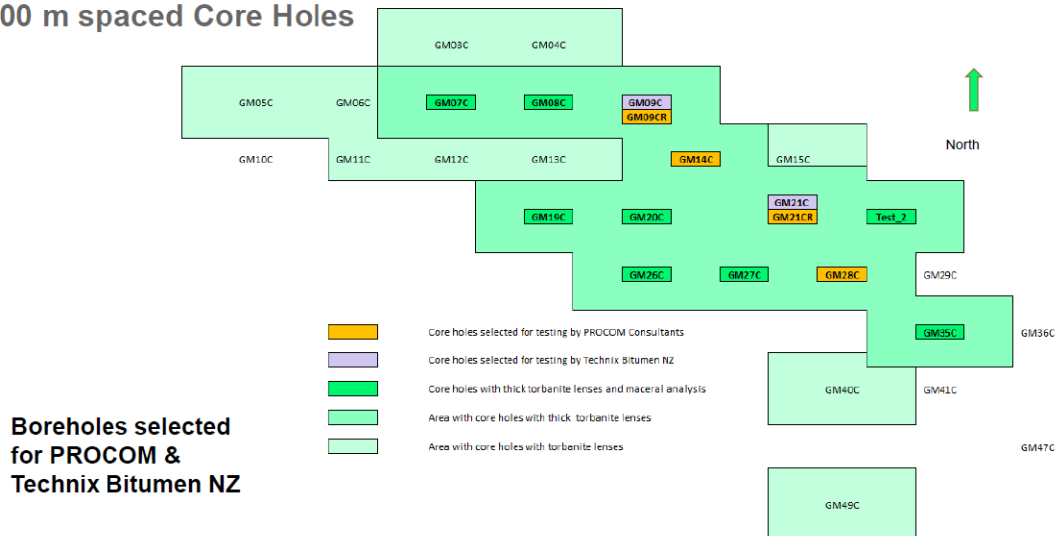 00 m spaced Core Holes
GM03C GM04C
GM05C GM06C GM07C GM08C GM09C
GM09CR
North
GM10C GM11C GM12C GM13C GM14C GM15C
GM21C
GM19C GM20C GM21CR Test_2
GM26C GM27C GM28C GM29C
GM35C GM36C
Core holes selected for testing by PROCOM Consultants
Core holes selected for testing by Technix Bitumen NZ
Core holes with thick torbanite lenses and maceral analysis
GM40C GM41C
Area with core holes with thick torbanite lenses
Area with core holes with torbanite lenses
GM47C
GM49C
Boreholes selected
for PROCOM &
Technix Bitumen NZ